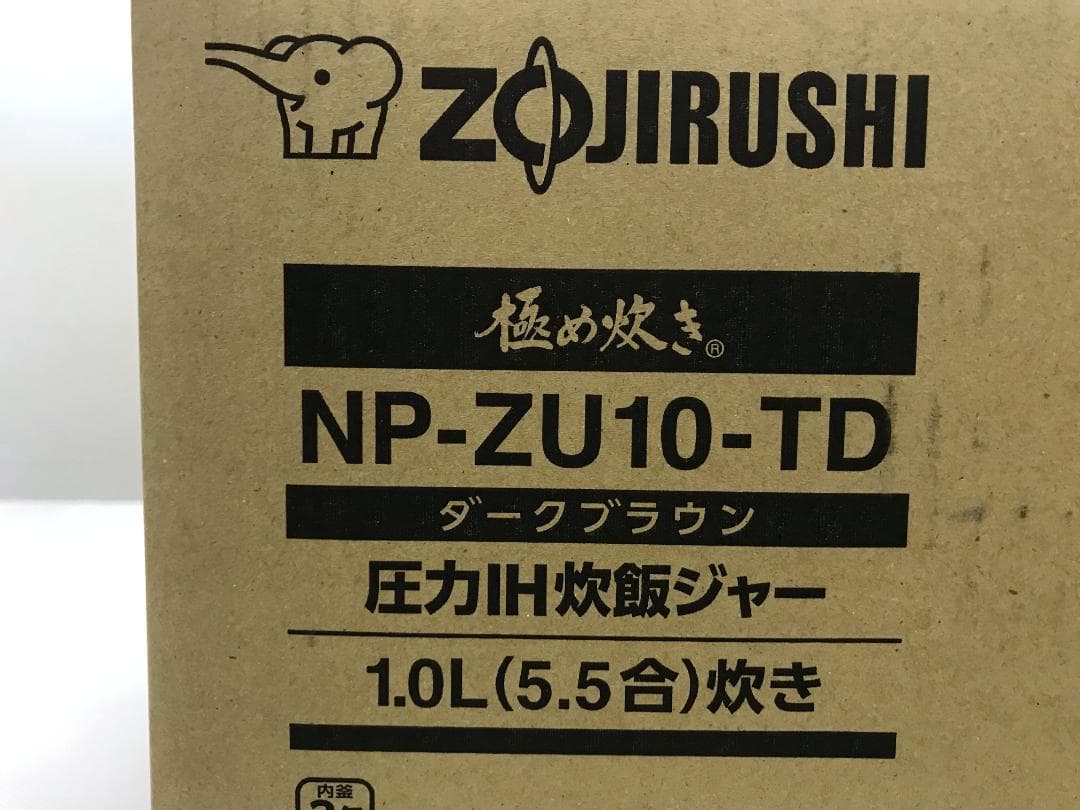 ZOJIRUSHI
極め炊き®
NP-ZU10-TD
ダークブラウン
圧力IH炊飯ジャー
1.0L(5.5合)炊き
内釜